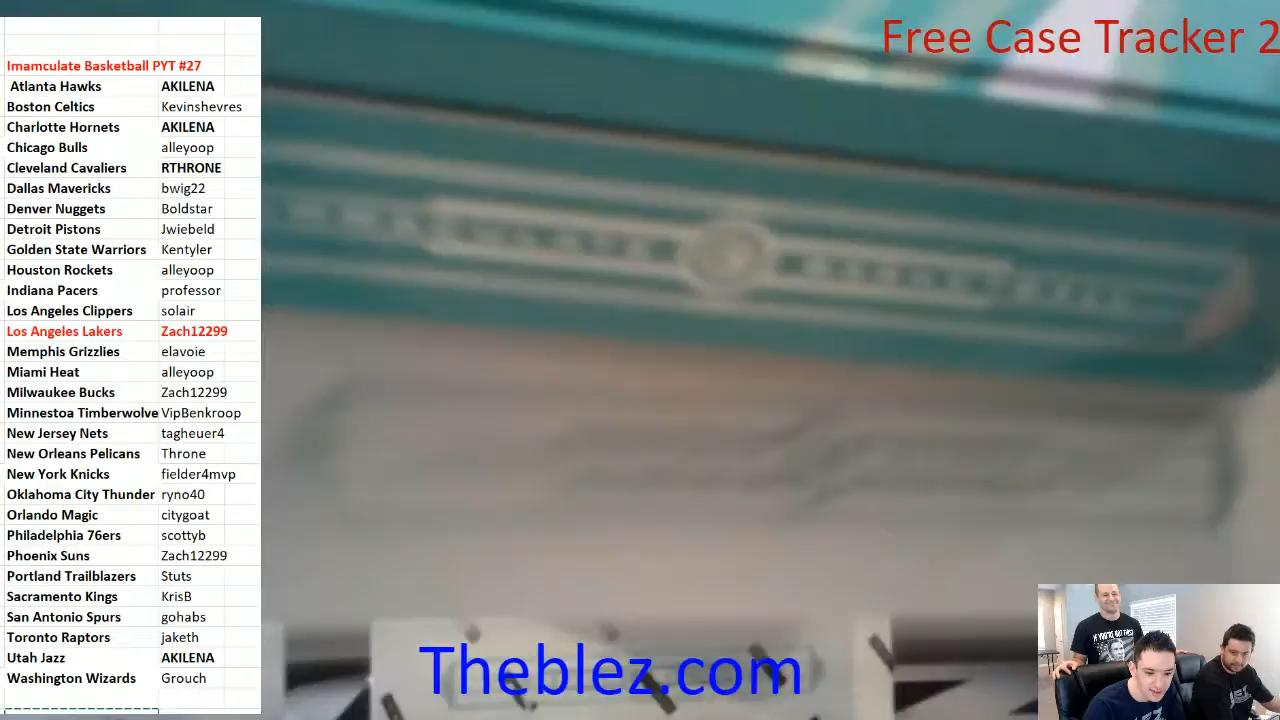 Free Case Tracker 2
Imamculate Basketball PYT #27
Atlanta Hawks AKILENA
Boston Celtics Kevinshevres
Charlotte Hornets AKILENA
Chicago Bulls alleyoop
Cleveland Cavaliers RTHRONE
Dallas Mavericks bwig22
Denver Nuggets Boldstar
Detroit Pistons Jwiebeld
Golden State Warriors Kentyler
Houston Rockets alleyoop
Indiana Pacers professor
Los Angeles Clippers solair
Los Angeles Lakers Zach12299
Memphis Grizzlies elavoie
Miami Heat alleyoop
Milwaukee Bucks Zach12299
Minnestoa Timberwolve VipBenkroop
New Jersey Nets tagheuer4
New Orleans Pelicans Throne
New York Knicks fielder4mvp
Oklahoma City Thunder ryno40
Orlando Magic citygoat
Philadelphia 76ers scottyb
Phoenix Suns Zach12299
Portland Trailblazers Stuts
Sacramento Kings KrisB
San Antonio Spurs gohabs
Toronto Raptors jaketh
Utah Jazz AKILENA
Washington Wizards Grouch
Theblez.com